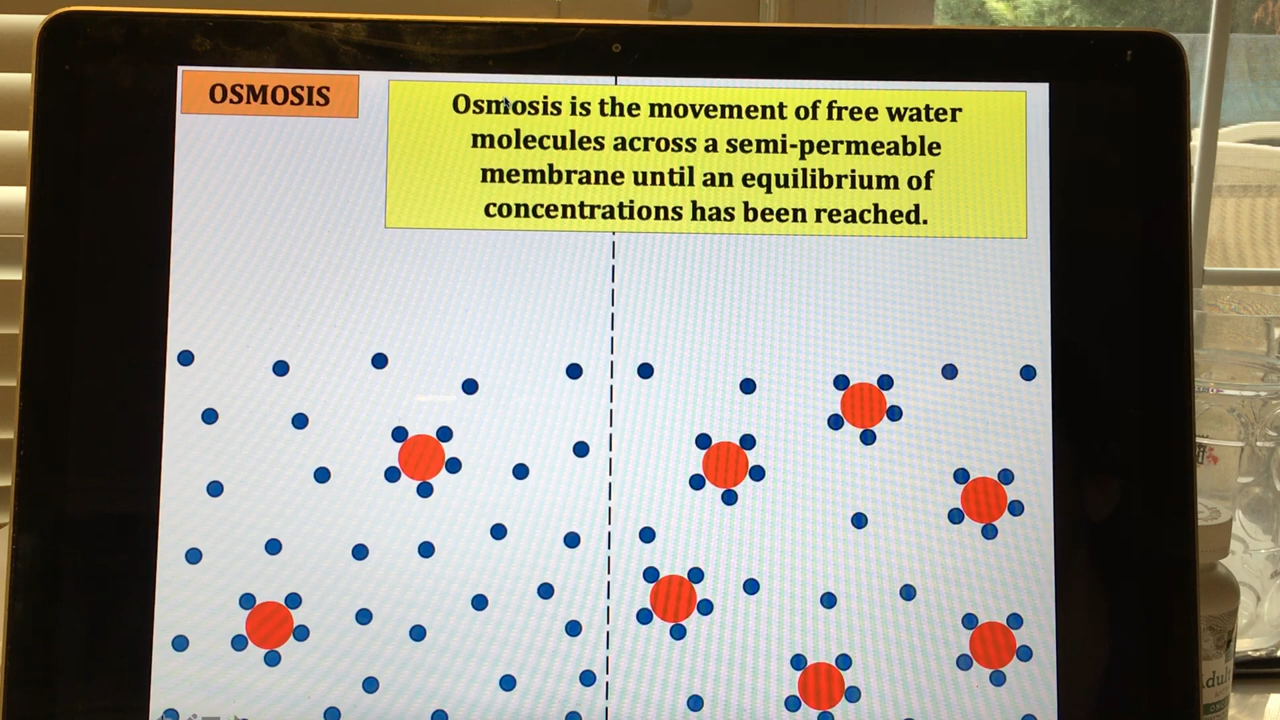 OSMOSIS
Osmosis is the movement of free water
molecules across a semi-permeable
membrane until an equilibrium of
concentrations has been reached.